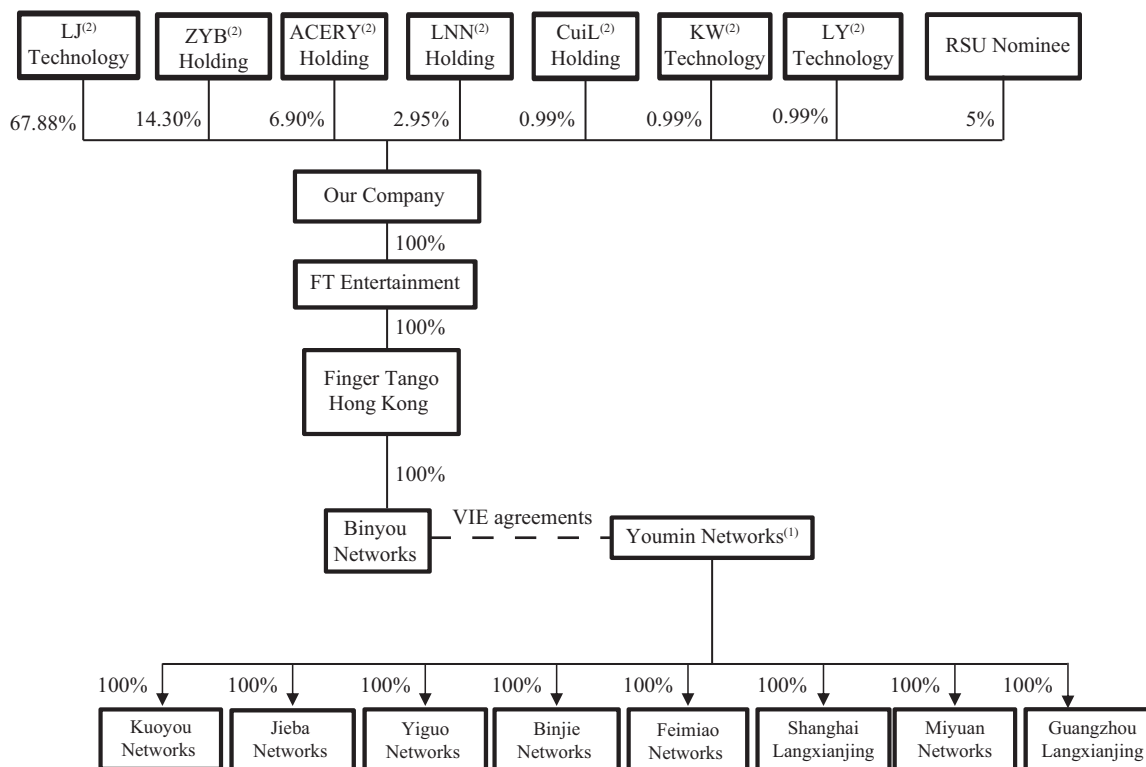 LJ(2)
Technology
ZYB(2)
Holding
ACERY(2)
Holding
LNN(2)
Holding
CuiL(2)
Holding
KW(2)
Technology
LY(2)
Technology
RSU Nominee
67.88%
14.30%
6.90%
2.95%
0.99%
0.99%
0.99%
5%
Our Company
100%
FT Entertainment
100%
Finger Tango
Hong Kong
100%
Binyou
Networks
VIE agreements
Youmin Networks(1)
100%
100%
100%
100%
100%
100%
100%
100%
Kuoyou
Networks
Jieba
Networks
Yiguo
Networks
Binjie
Networks
Feimiao
Networks
Shanghai
Langxianjing
Miyuan
Networks
Guangzhou
Langxianjing